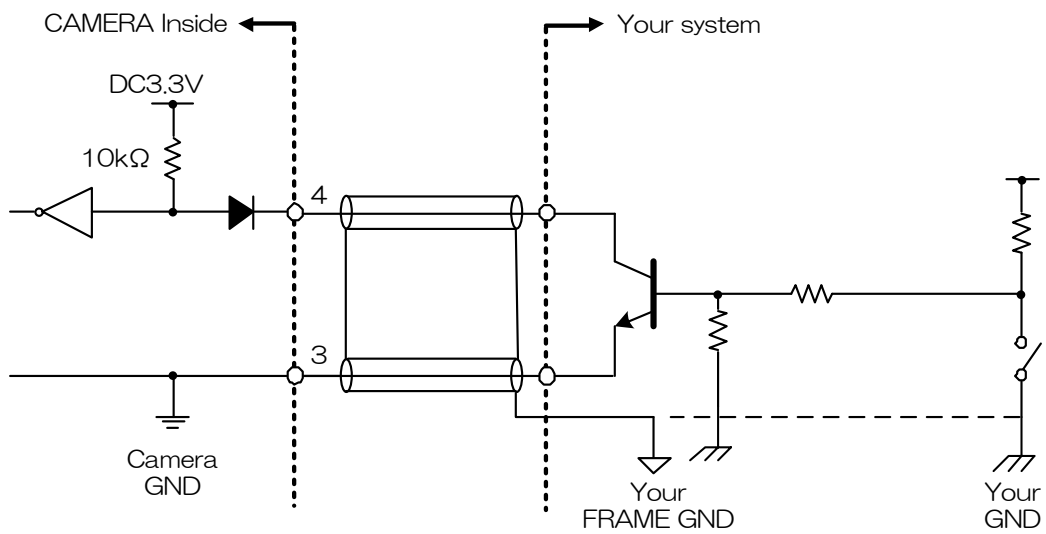 CAMERA Inside
Your system
DC3.3V
10kΩ
4
3
Camera
GND
Your
FRAME GND
Your
GND